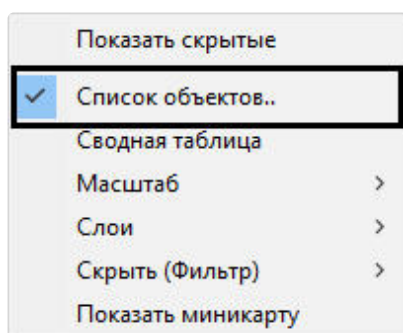 Показать скрытые
Список объектов..
Сводная таблица
Масштаб
Слои
Скрыть (Фильтр)
Показать миникарту